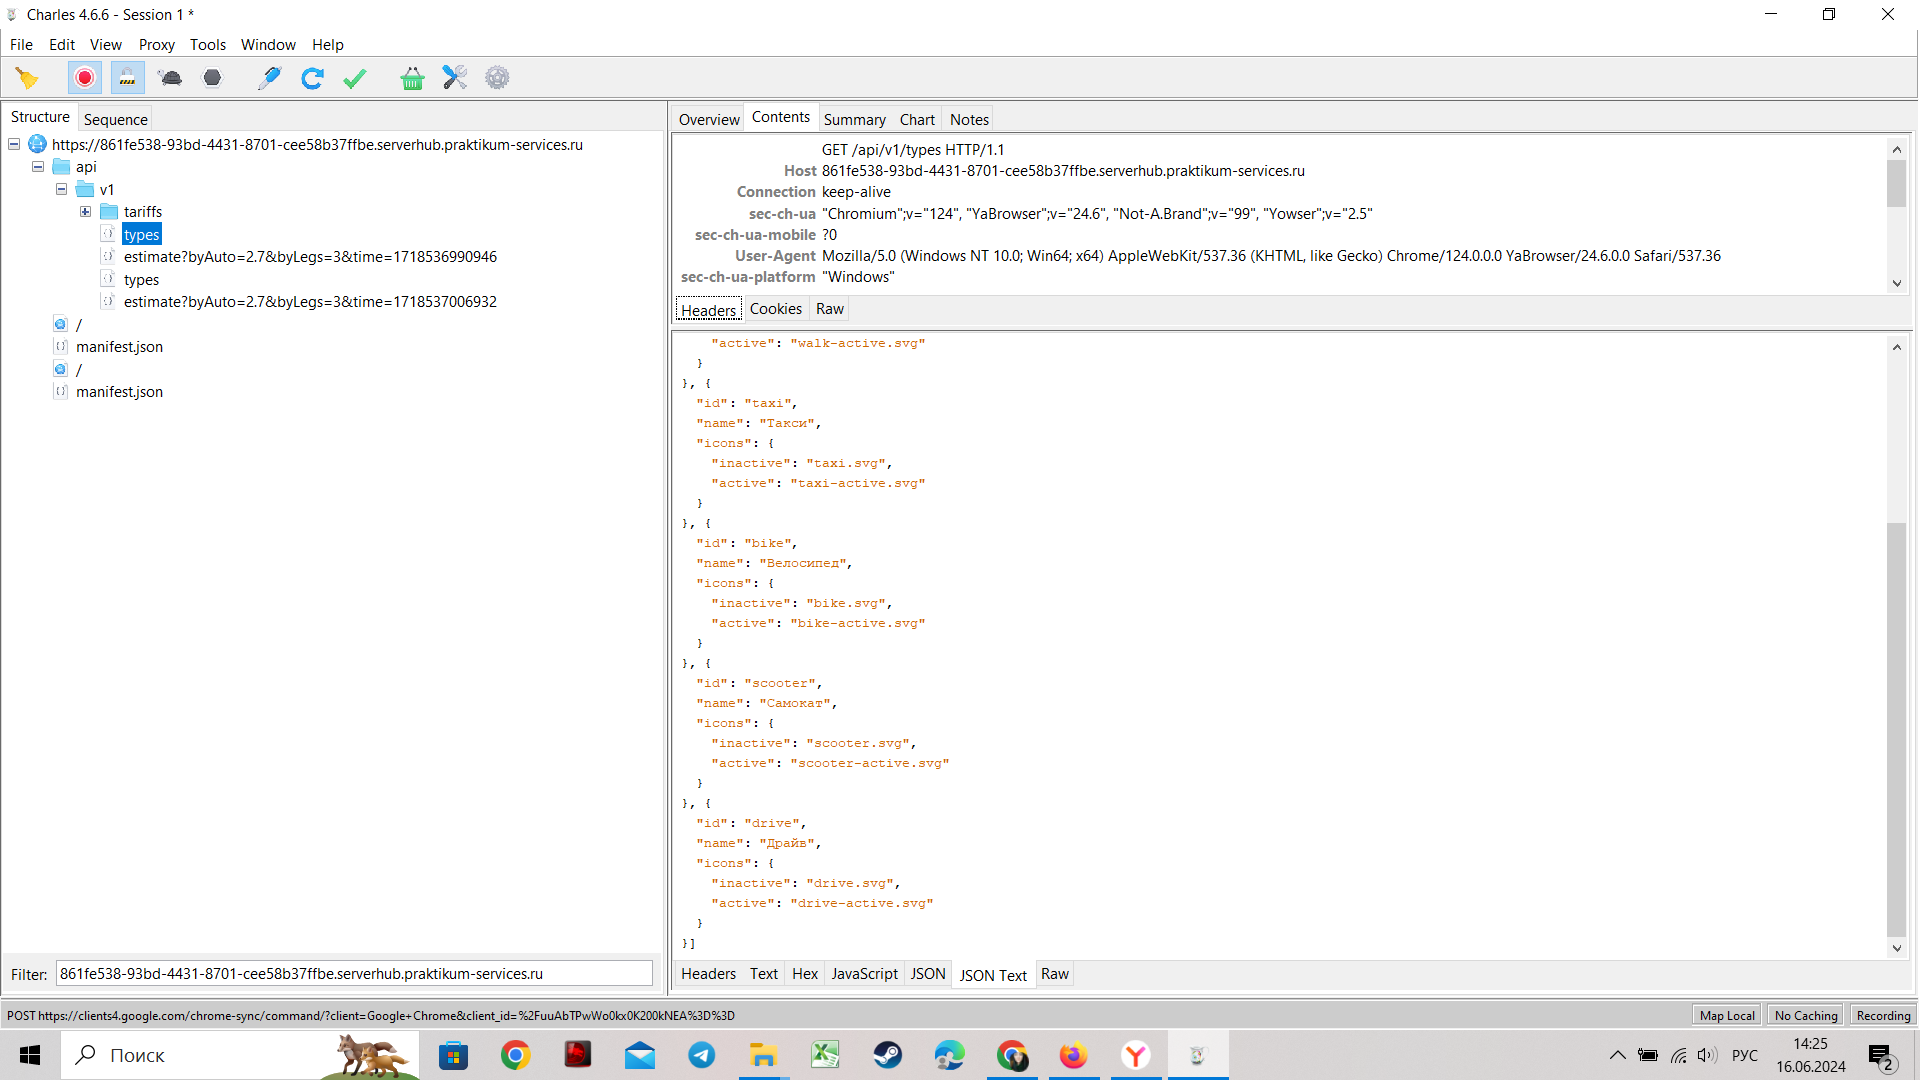 Charles 4.6.6 - Session 1 *
File Edit View Proxy Tools Window Help
Structure Sequence
https://861fe538-93bd-4431-8701-cee58b37ffbe.serverhub.praktikum-services.ru
api
v1
tariffs
types
estimate?byAuto=2.7&byLegs=3&time=1718536990946
types
estimate?byAuto=2.7&byLegs=3&time=1718537006932
/
manifest.json
/
manifest.json
Filter: 861fe538-93bd-4431-8701-cee58b37ffbe.serverhub.praktikum-services.ru
Overview Contents Summary Chart Notes
GET /api/v1/types HTTP/1.1
Host 861fe538-93bd-4431-8701-cee58b37ffbe.serverhub.praktikum-services.ru
Connection keep-alive
sec-ch-ua "Chromium";v="124", "YaBrowser";v="24.6", "Not-A.Brand";v="99", "Yowser";v="2.5"
sec-ch-ua-mobile ?0
User-Agent Mozilla/5.0 (Windows NT 10.0; Win64; x64) AppleWebKit/537.36 (KHTML, like Gecko) Chrome/124.0.0.0 YaBrowser/24.6.0.0 Safari/537.36
sec-ch-ua-platform "Windows"
Headers Cookies Raw
"active": "walk-active.svg"
}
}, {
"id": "taxi",
"name": "Такси",
"icons": {
"inactive": "taxi.svg",
"active": "taxi-active.svg"
}
}, {
"id": "bike",
"name": "Велосипед",
"icons": {
"inactive": "bike.svg",
"active": "bike-active.svg"
}
}, {
"id": "scooter",
"name": "Самокат",
"icons": {
"inactive": "scooter.svg",
"active": "scooter-active.svg"
}
}, {
"id": "drive",
"name": "Драйв",
"icons": {
"inactive": "drive.svg",
"active": "drive-active.svg"
}
}]
Headers Text Hex JavaScript JSON JSON Text Raw
POST https://clients4.google.com/chrome-sync/command/?client=Google+Chrome&client_id=%2FuuAbTPwWo0kx0K200kNEA%3D%3D
Map Local No Caching Recording
Поиск
РУС
14:25
16.06.2024
2